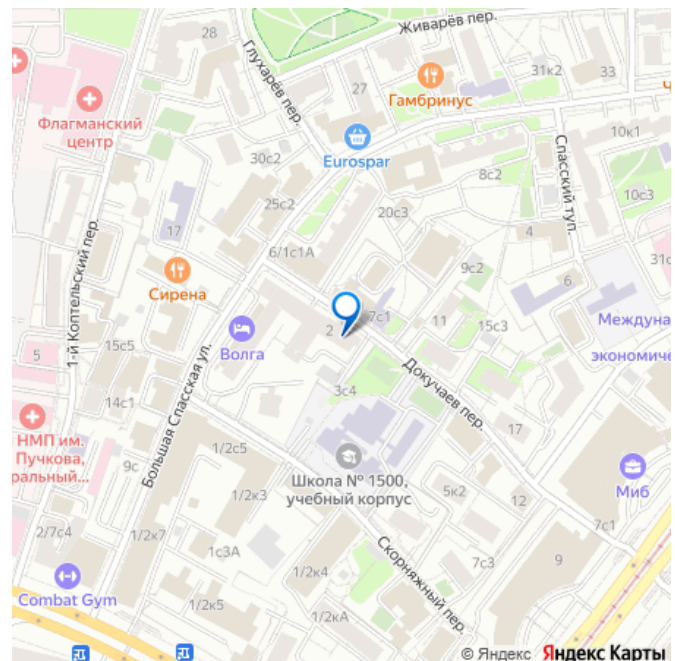 Живарёв пер.
28
Глухарёв пер.
31к2
33
27
Гамбринус
Флагманский
центр
Eurospar
10к1
Спасский туп.
30с2
8с2
25с2
20с3
10с3
4
17
6/1с1А
9с2
31с
Сирена
6
7с1
11
Междуна
2
15с3
экономиче
Волга
1-й Коптельский пер.
15с5
5
Большая Спасская ул.
Докучаев пер.
14с1
3с4
17
НМП им.
Пучкова,
ральный...
9с
1/2с5
Школа № 1500,
учебный корпус
5к2
12
Миб
1/2к3
2/7с4
1/2к7
7с1
1с3А
7с3
9
Скорняжный пер.
1/2к4
Combat Gym
1/2к5
1/2кА
© Яндекс Яндекс Карты